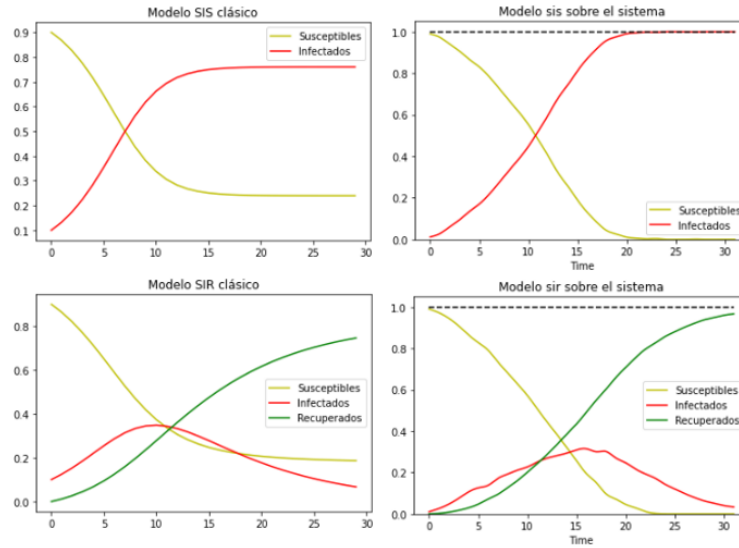 Modelo SIS clásico
0.9
0.8
0.7
0.6
0.5
0.4
0.3
0.2
0.1
0 5 10 15 20 25 30
Susceptibles
Infectados
Modelo sis sobre el sistema
1.0
0.8
0.6
0.4
0.2
0.0
0 5 10 15 20 25 30
Time
Susceptibles
Infectados
Modelo SIR clásico
0.8
0.6
0.4
0.2
0.0
0 5 10 15 20 25 30
Susceptibles
Infectados
Recuperados
Modelo sir sobre el sistema
1.0
0.8
0.6
0.4
0.2
0.0
0 5 10 15 20 25 30
Time
Susceptibles
Infectados
Recuperados